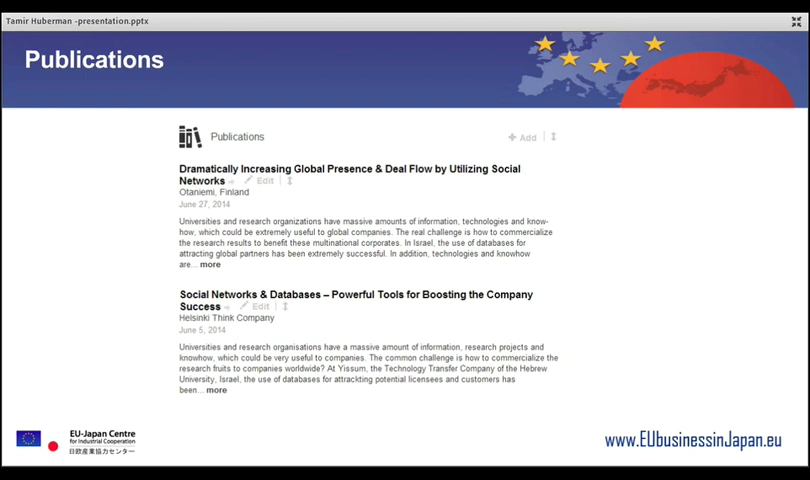 Tamir Huberman -presentation.pptx
Publications
Publications
Add
Dramatically Increasing Global Presence & Deal Flow by Utilizing Social
Networks Edit
Otaniemi, Finland
June 27, 2014
Universities and research organizations have massive amounts of information, technologies and know-
how, which could be extremely useful to global companies. The real challenge is how to commercialize
the research results to benefit these multinational corporates. In Israel, the use of databases for
attracting global partners has been extremely successful. In addition, technologies and knowhow
are... more
Social Networks & Databases – Powerful Tools for Boosting the Company
Success Edit
Helsinki Think Company
June 5, 2014
Universities and research organisations have a massive amount of information, research projects and
knowhow, which could be very useful to companies. The common challenge is how to commercialize the
research fruits to companies worldwide? At Yissum, the Technology Transfer Company of the Hebrew
University, Israel, the use of databases for attrackting potential licensees and customers has
been... more
EU-Japan Centre
for Industrial Cooperation
日欧産業協力センター
www.EUbusinessinJapan.eu